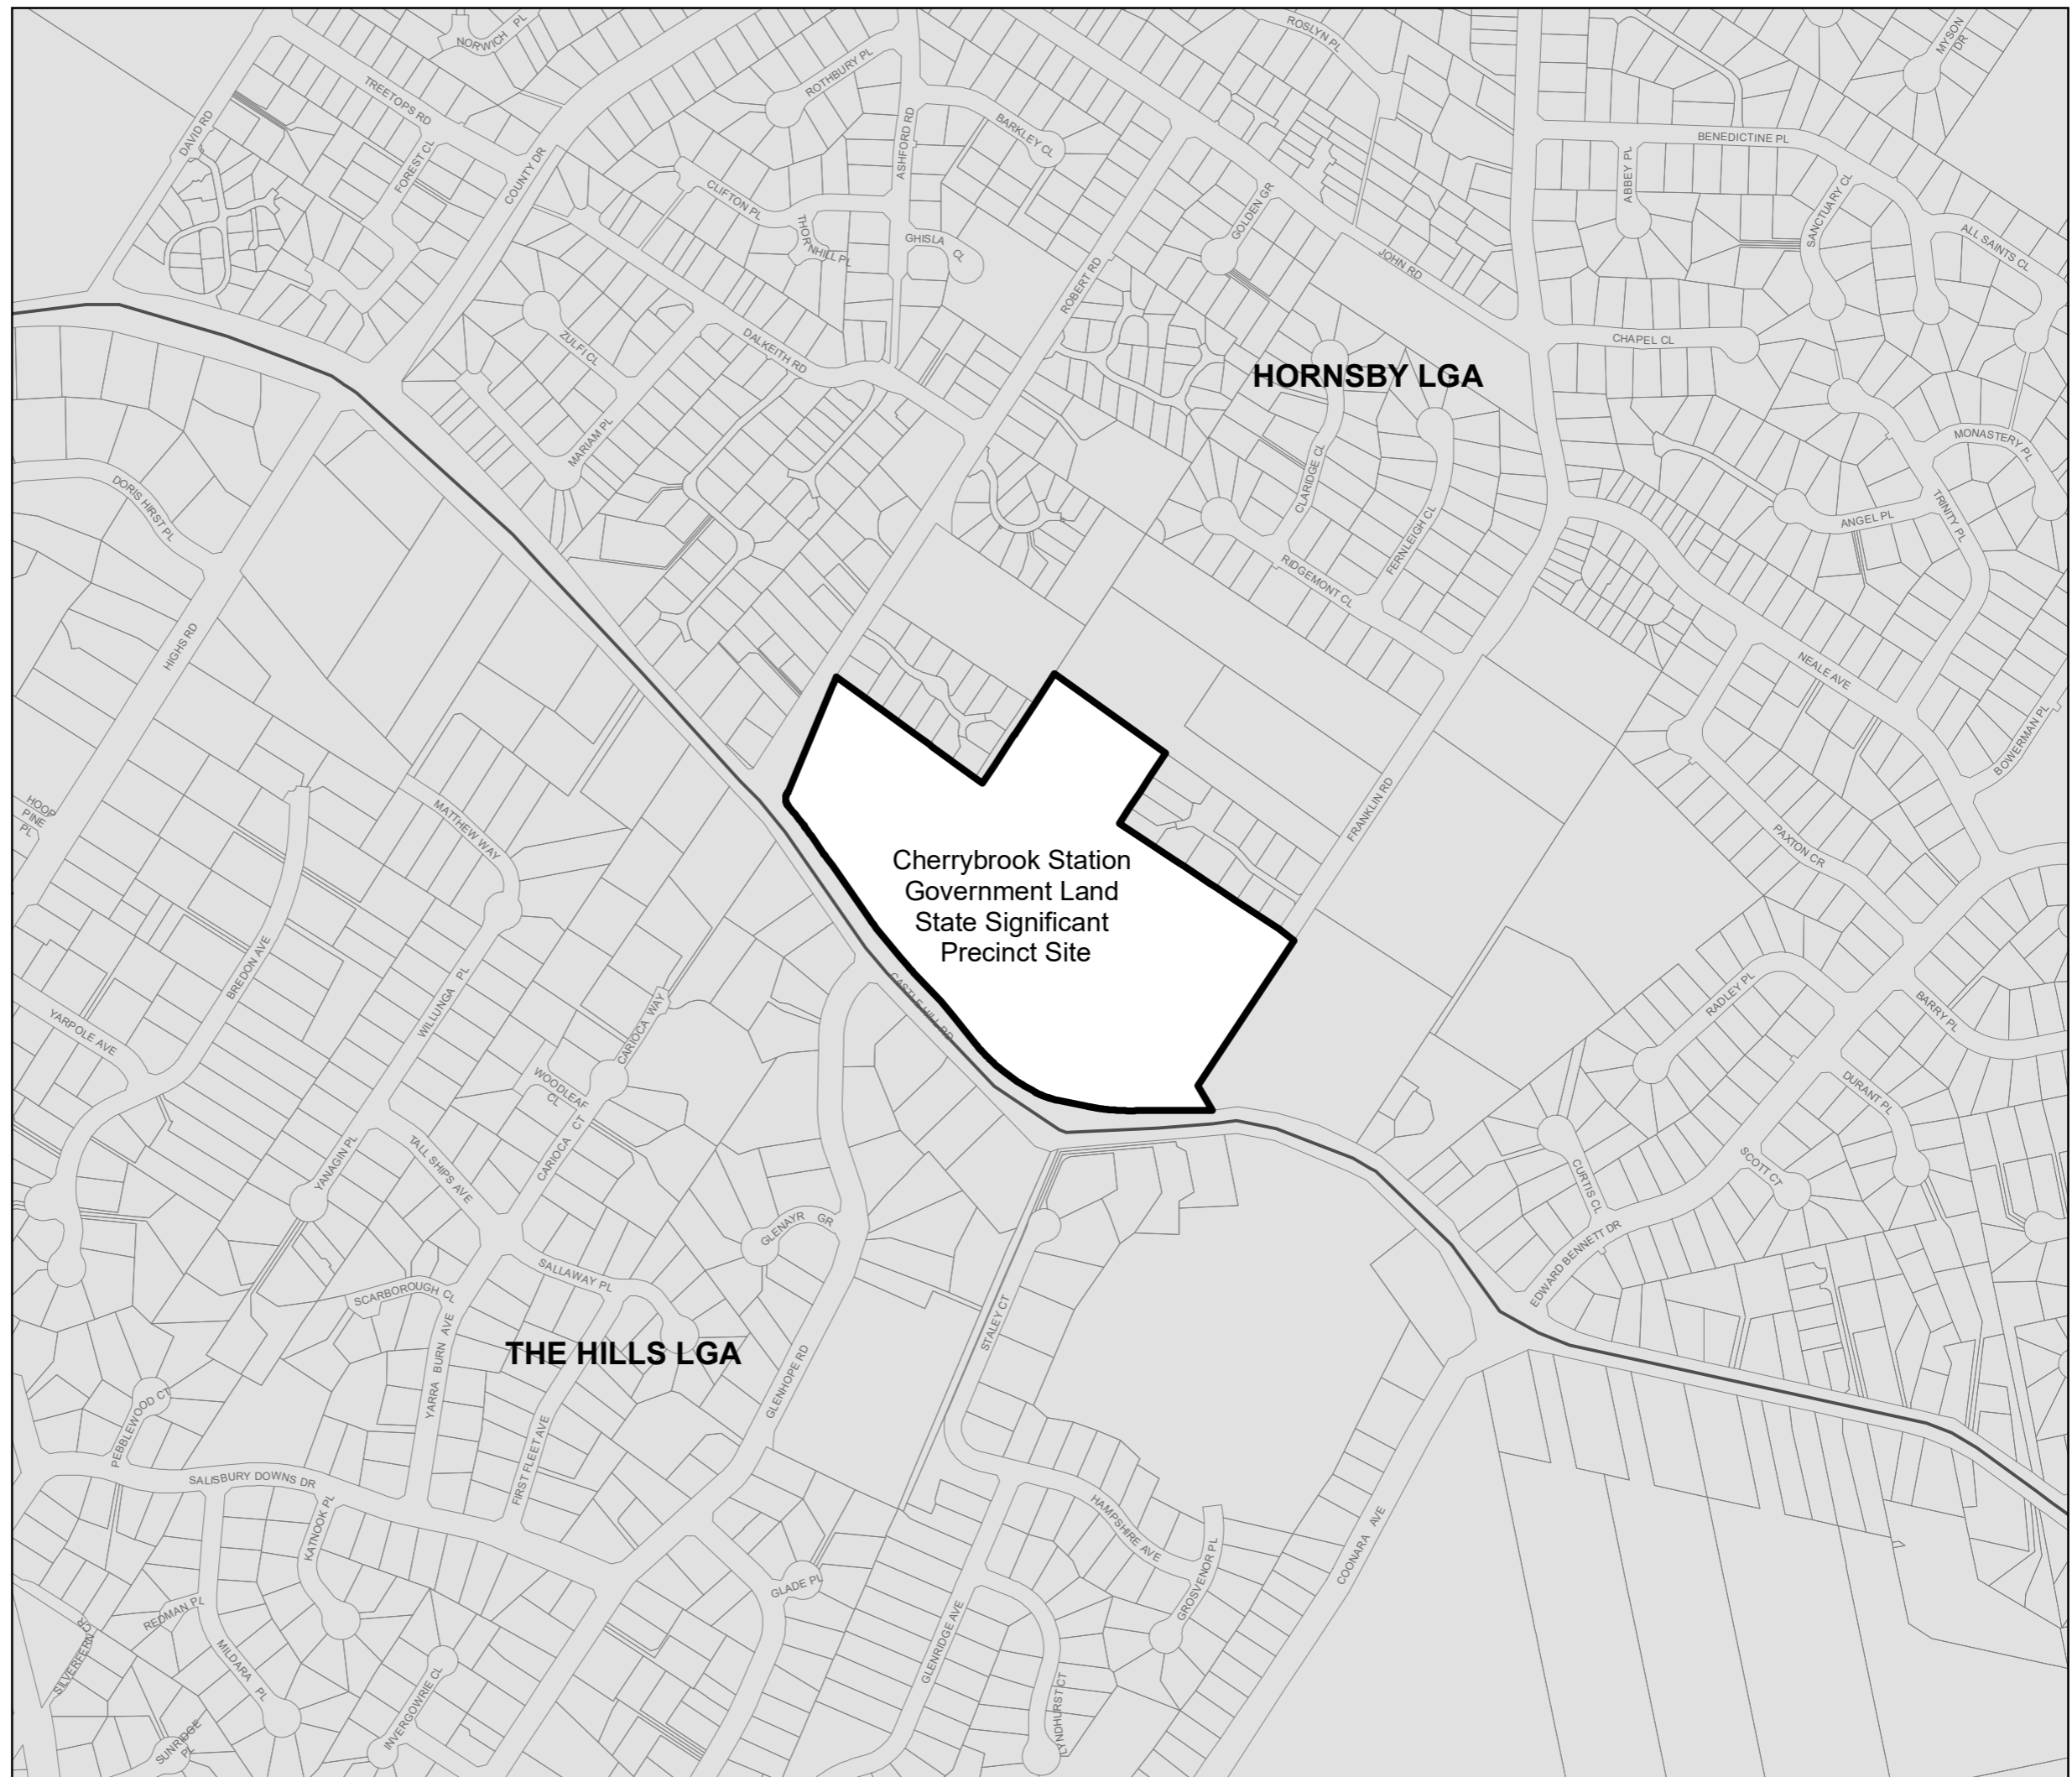 NORWICH PL
ROSLYN PL
MYSON
DR
TREETOPS RD
ROTHBURY PL
DAVID RD
FOREST CL
COUNTY DR
ASHFORD RD
BARKLEY CL
BENEDICTINE PL
ABBEY PL
SANCTUARY CL
ALL SAINTS CL
CLIFTON PL
THORNHILL PL
GHISLA CL
GOLDEN GR
JOHN RD
ROBERT RD
ZULFI CL
DALKEITH RD
CHAPEL CL
HORNSBY LGA
MARIAM PL
CLARIDGE CL
FERNLEIGH CL
MONASTERY PL
TRINITY PL
ANGEL PL
DORIS HIRST PL
RIDGEMONT CL
HIGHS RD
NEALE AVE
BOWERMAN PL
HOOP
PINE
PL
MATTHEW WAY
FRANKLIN RD
PAXTON CR
Cherrybrook Station
Government Land
State Significant
Precinct Site
BREDON AVE
WILLUNGA PL
CARIOCA WAY
CASTLE HILL RD
RADLEY PL
BARRY PL
YARPOLE AVE
WOODLEAF
CL
DURANT PL
YANAGIN PL
TALL SHIPS AVE
CARIOCA CT
CURTIS CL
SCOTT CT
GLENAYR GR
EDWARD BENNETT DR
SALLAWAY PL
SCARBOROUGH CL
THE HILLS LGA
YARRA BURN AVE
STALEY CT
GLENHOPE RD
PEBBLEWOOD CT
FIRST FLEET AVE
SALISBURY DOWNS DR
KATNOOK PL
HAMPSHIRE AVE
GROSVENOR PL
COONARA AVE
GLADE PL
REDMAN PL
SILVERFERN CR
MILDARA PL
GLENRIDGE AVE
INVERGOWRIE CL
LYNDHURST CT
SUNRIDGE
PL